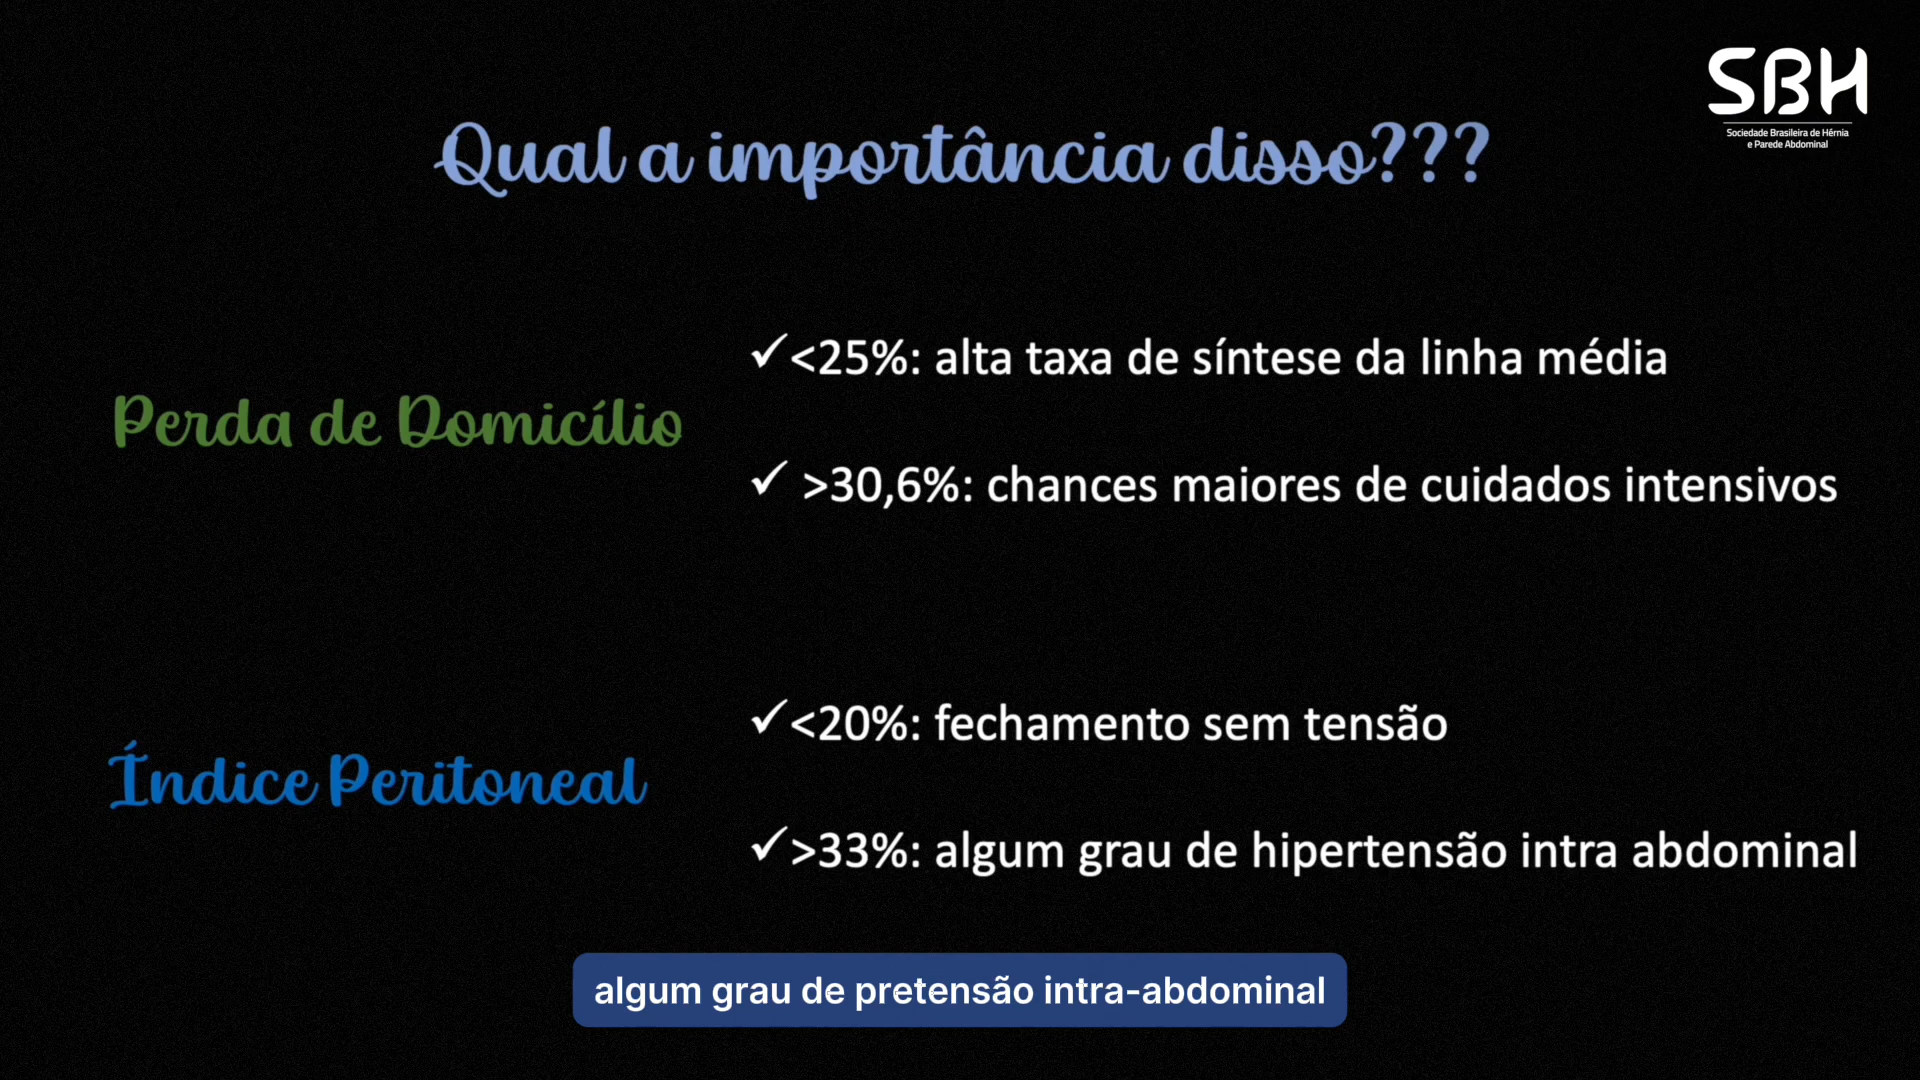 SBH
Sociedade Brasileira de Hérnia
e Parede Abdominal
Qual a importância disso???
Perda de Domicílio
✓<25%: alta taxa de síntese da linha média
✓ >30,6%: chances maiores de cuidados intensivos
Índice Peritoneal
✓<20%: fechamento sem tensão
✓>33%: algum grau de hipertensão intra abdominal
algum grau de pretensão intra-abdominal